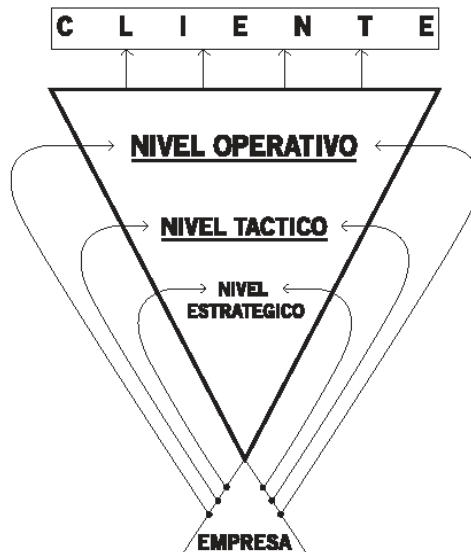 C L I E N T E
NIVEL OPERATIVO
NIVEL TACTICO
NIVEL
ESTRATEGICO
EMPRESA